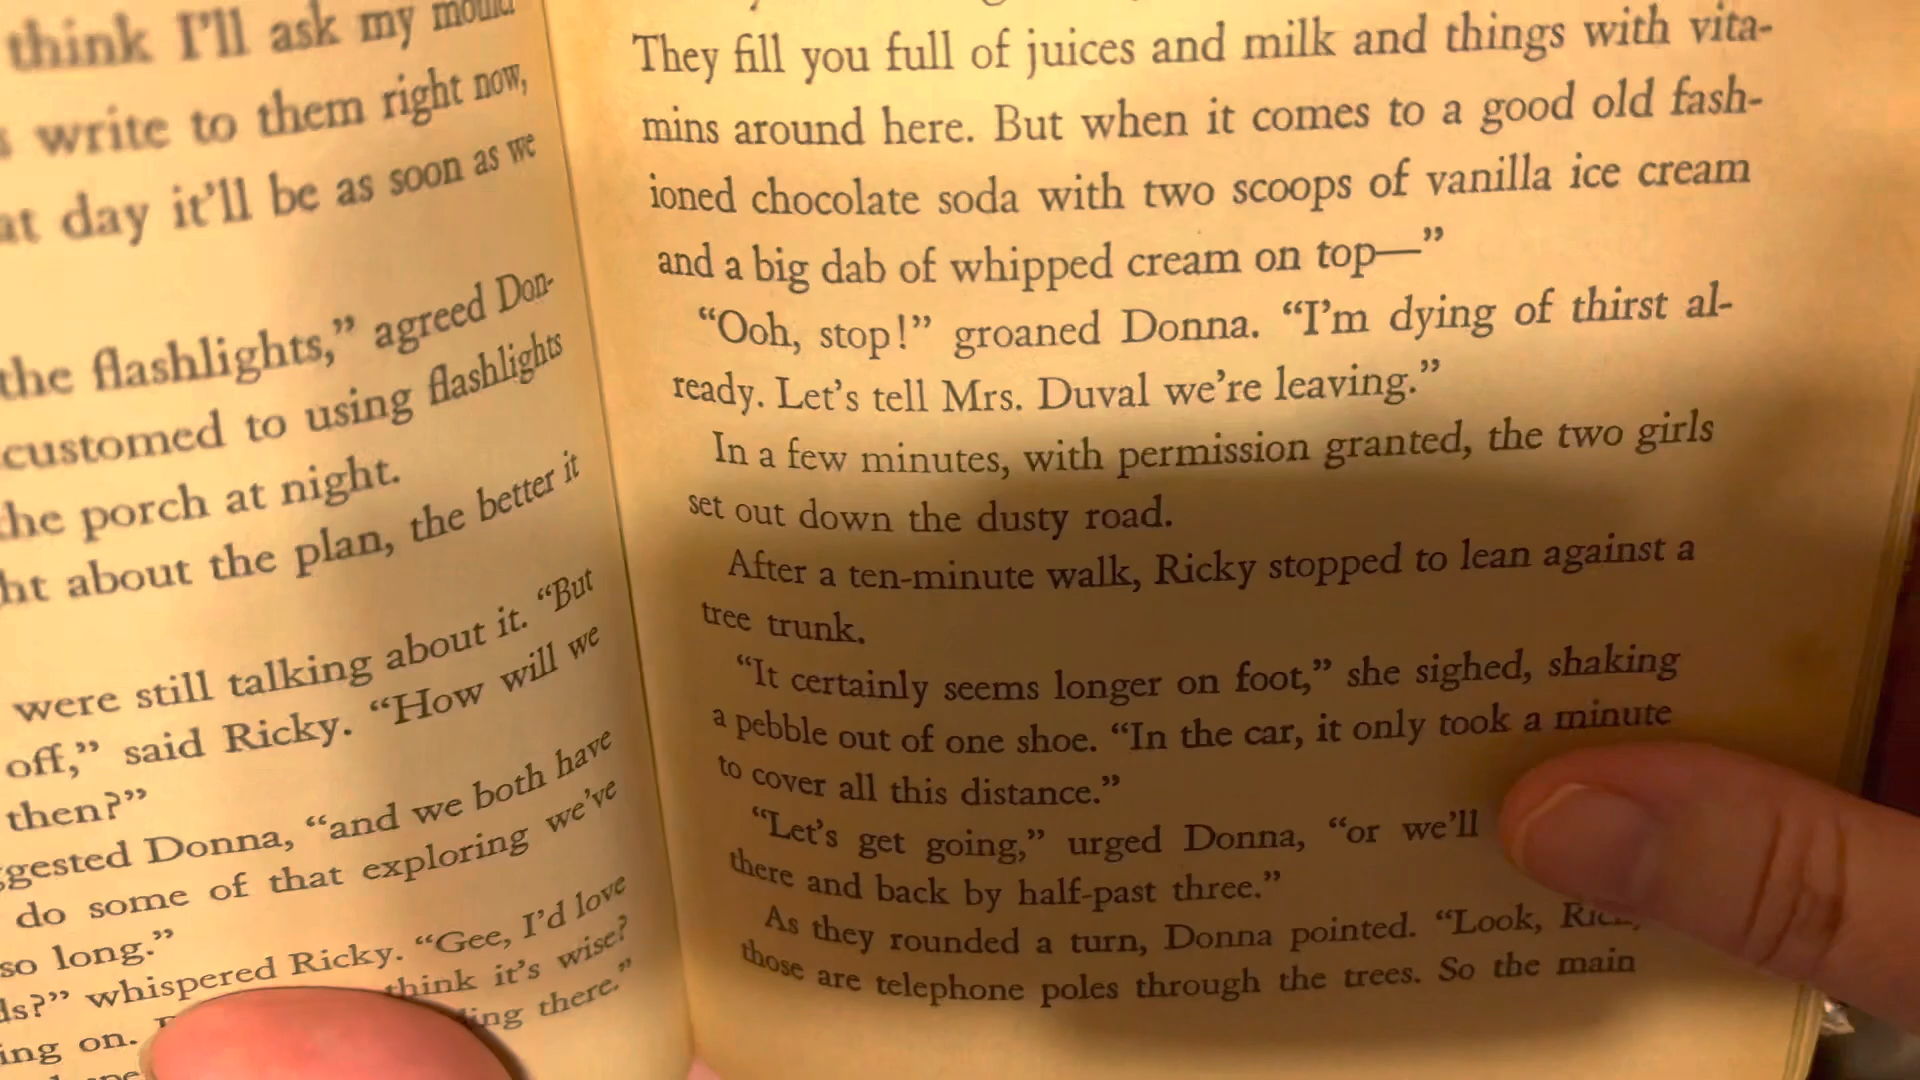 think I'll ask my
write to them right now,
at day it'll be as soon as we
the flashlights," agreed Don-
customed to using flashlights
the porch at night.
ht about the plan, the better it
were still talking about it. "But
off," said Ricky. "How will we
then?"
ggested Donna, "and we both have
do some of that exploring we've
so long."
ds?" whispered Ricky. "Gee, I'd love
think it's wise?
ing on.
ing there."
They fill you full of juices and milk and things with vita-
mins around here. But when it comes to a good old fash-
ioned chocolate soda with two scoops of vanilla ice cream
and a big dab of whipped cream on top—"
"Ooh, stop!" groaned Donna. "I'm dying of thirst al-
ready. Let's tell Mrs. Duval we're leaving."
In a few minutes, with permission granted, the two girls
set out down the dusty road.
After a ten-minute walk, Ricky stopped to lean against a
tree trunk.
"It certainly seems longer on foot," she sighed, shaking
a pebble out of one shoe. "In the car, it only took a minute
to cover all this distance."
"Let's get going," urged Donna, "or we'll
there and back by half-past three."
As they rounded a turn, Donna pointed. "Look,
those are telephone poles through the trees. So the main